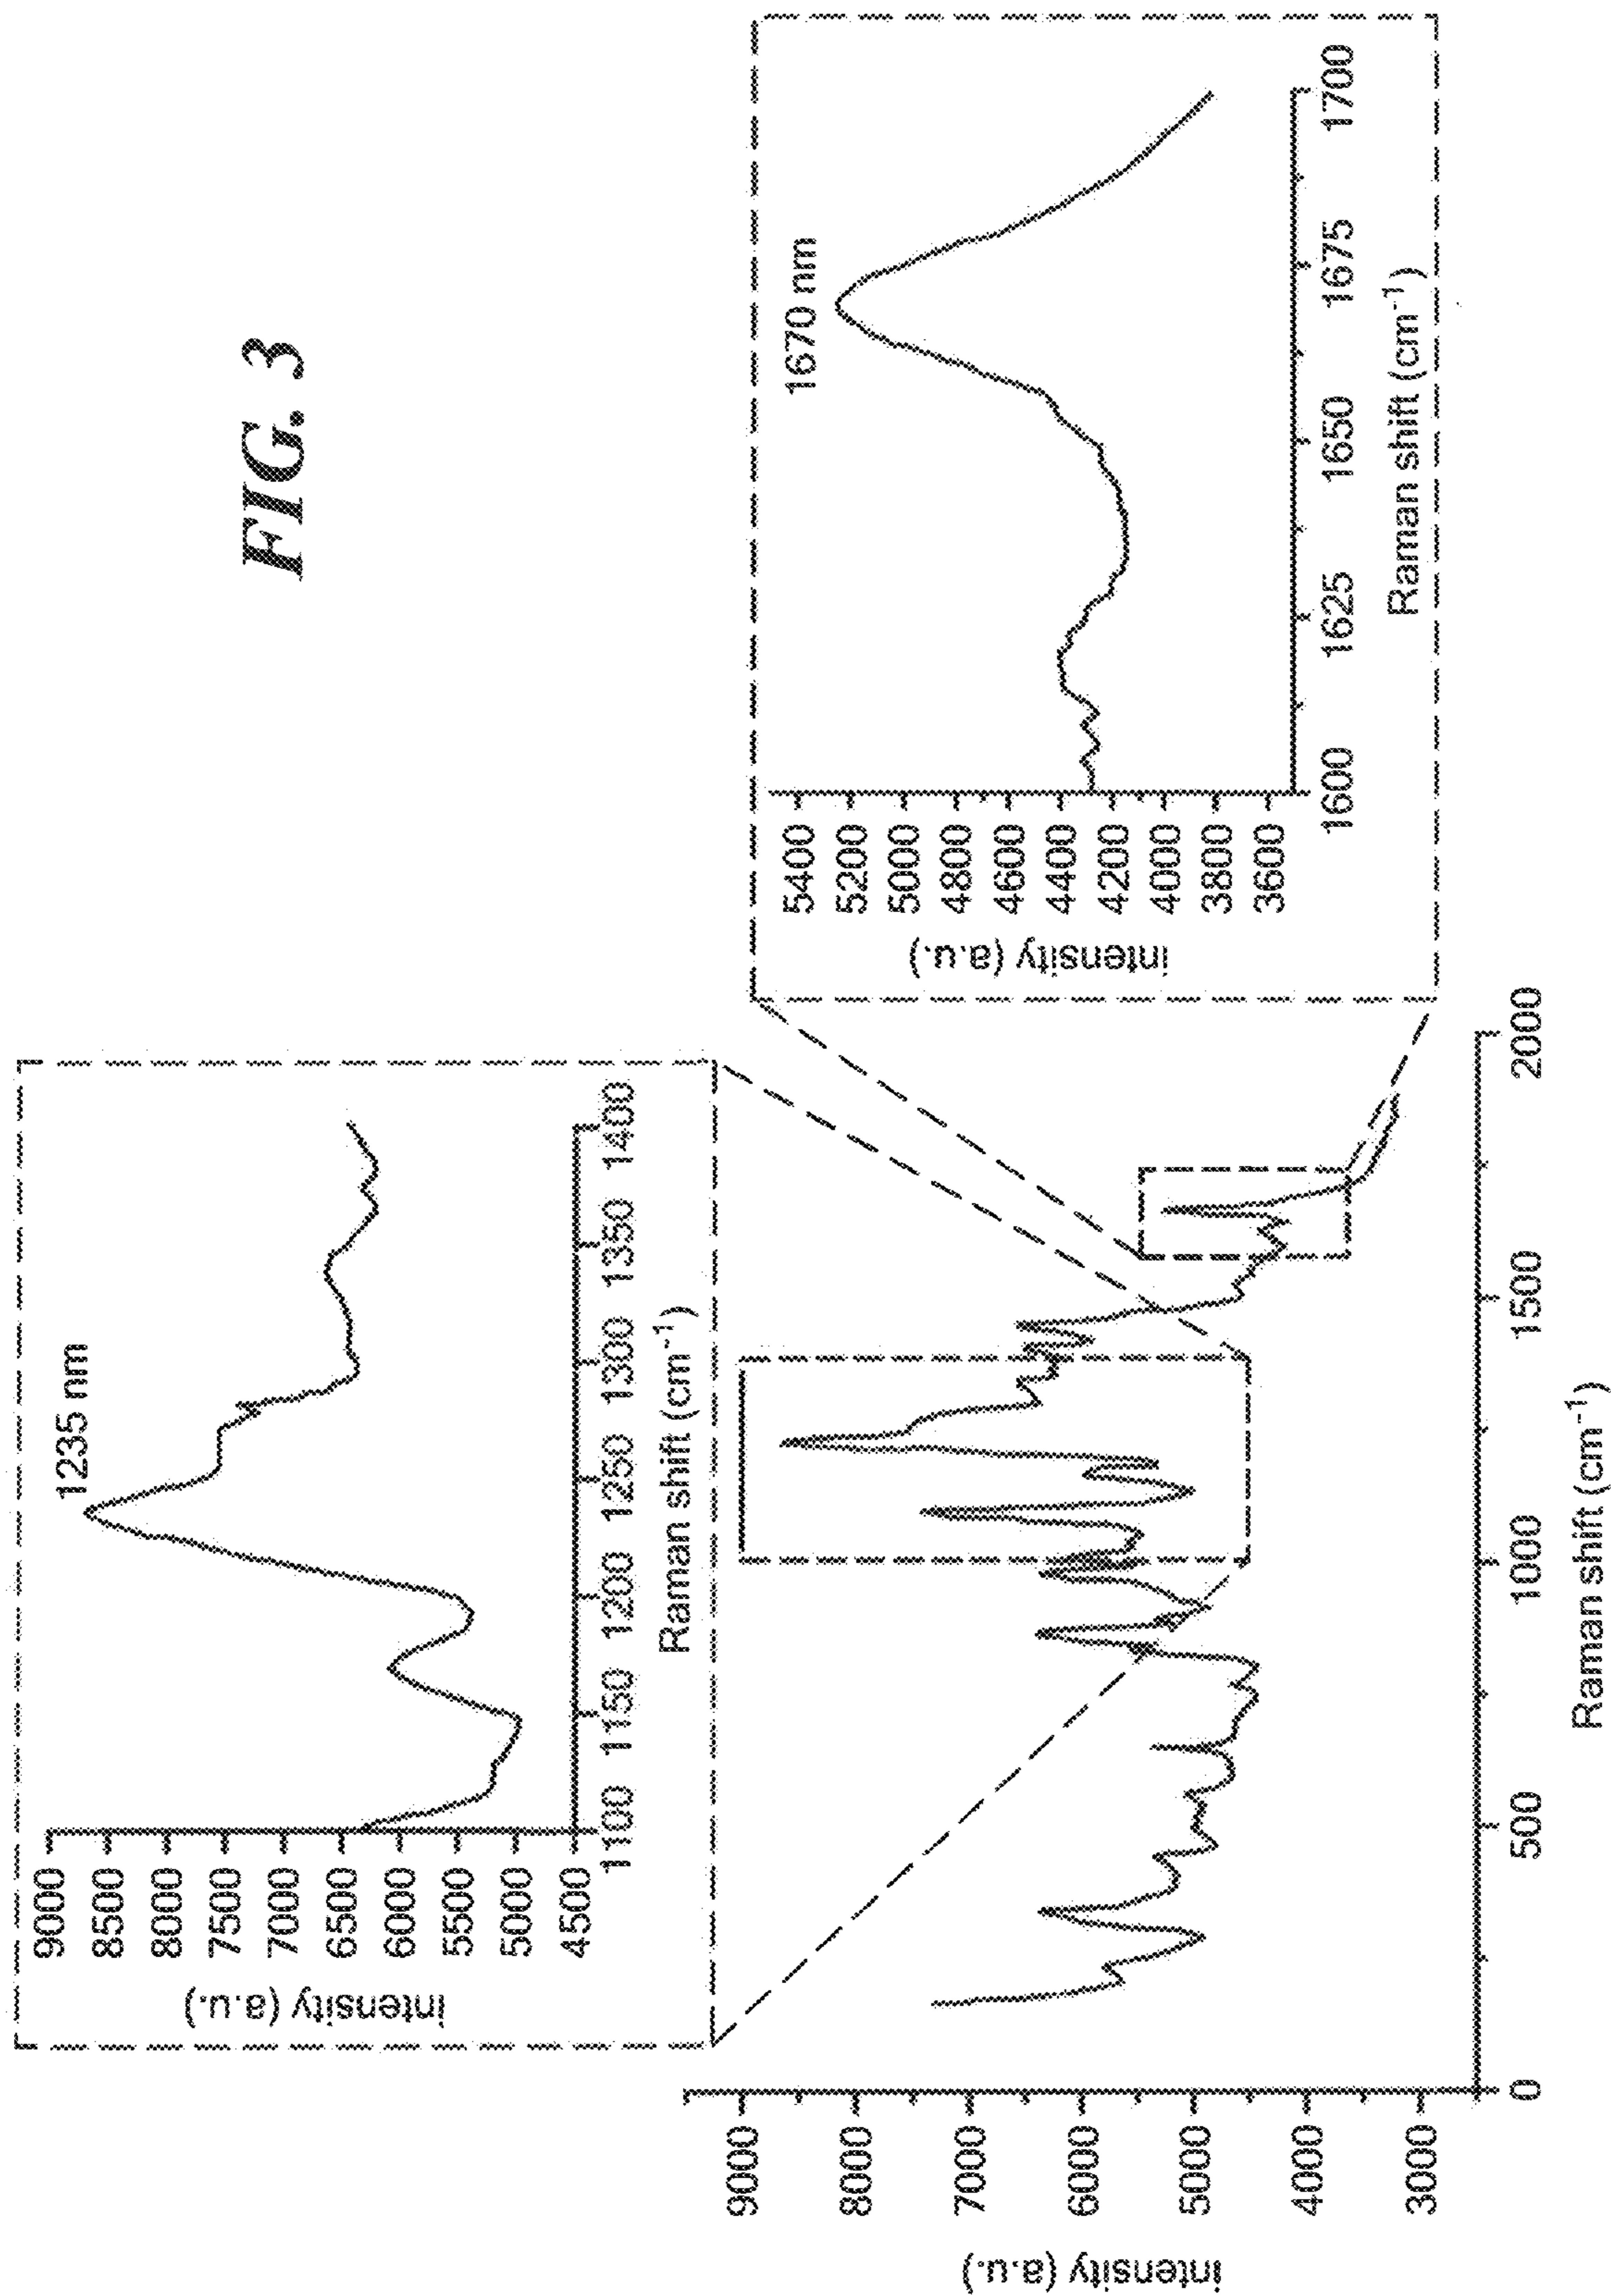 FIG. 3
1235 nm
intensity (a.u.)
9000
8500
8000
7500
7000
6500
6000
5500
5000
4500
1100 1150 1200 1250 1300 1350 1400
Raman shift (cm⁻¹)
1670 nm
intensity (a.u.)
5400
5200
5000
4800
4600
4400
4200
4000
3800
3600
1600 1625 1650 1675 1700
Raman shift (cm⁻¹)
intensity (a.u.)
9000
8000
7000
6000
5000
4000
3000
0 500 1000 1500 2000
Raman shift (cm⁻¹)